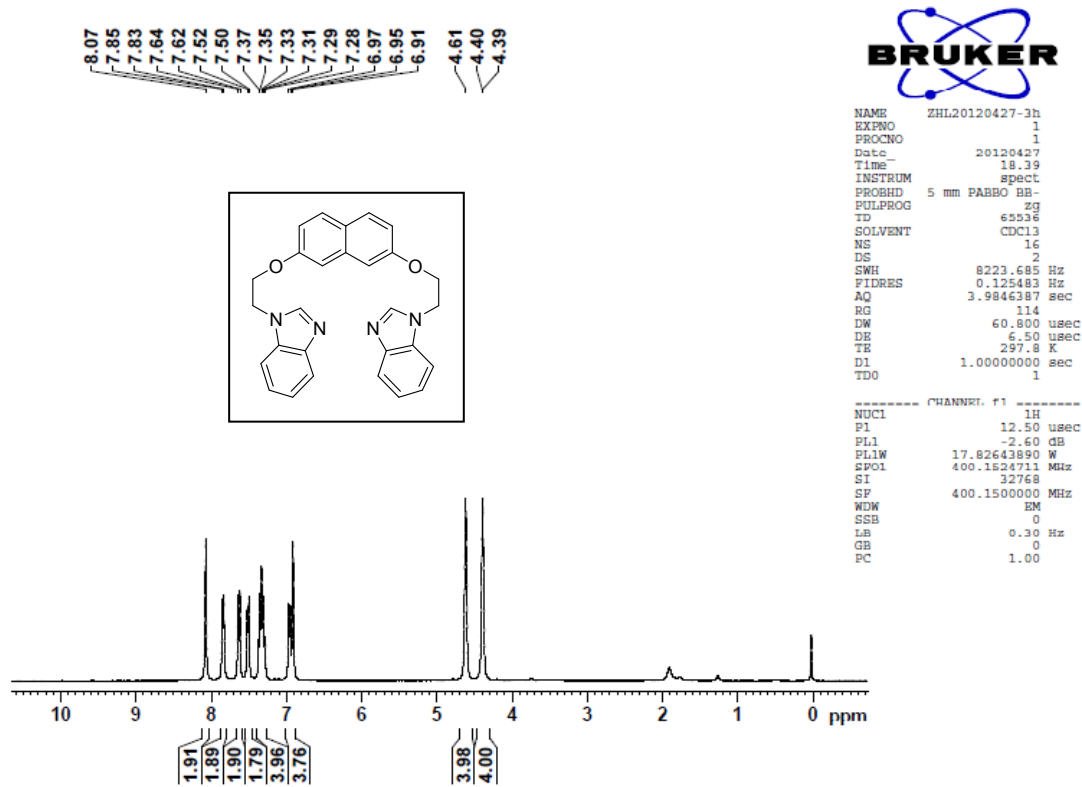 8.07
7.85
7.83
7.64
7.62
7.52
7.50
7.37
7.35
7.33
7.31
7.29
7.28
6.97
6.95
6.91
4.61
4.40
4.39
BRUKER
NAME ZHL20120427-3h
EXPNO 1
PROCNO 1
Date_ 20120427
Time 18.39
INSTRUM spect
PROBHD 5 mm PABBO BB-
PULPROG zg
TD 65536
SOLVENT CDCl3
NS 16
DS 2
SWH 8223.685 Hz
FIDRES 0.125483 Hz
AQ 3.9846387 sec
RG 114
DW 60.800 usec
DE 6.50 usec
TE 297.8 K
D1 1.00000000 sec
TD0 1
======== CHANNEL f1 ========
NUC1 1H
P1 12.50 usec
PL1 -2.60 dB
PL1W 17.82643890 W
SFO1 400.1524711 MHz
SI 32768
SF 400.1500000 MHz
WDW EM
SSB 0
LB 0.30 Hz
GB 0
PC 1.00
O O
N N N N
10 9 8 7 6 5 4 3 2 1 0 ppm
1.91
1.89
1.90
1.79
3.96
3.76
3.98
4.00